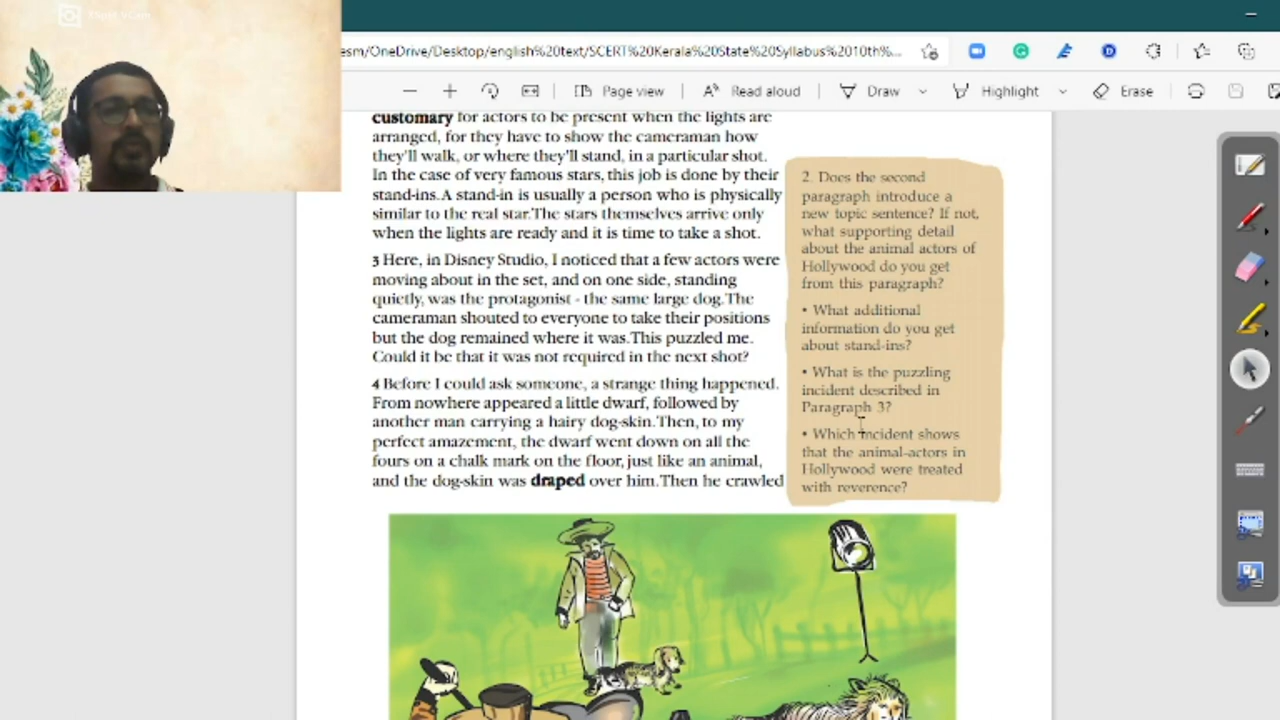 esm/OneDrive/Desktop/english%20text/SCERT%20Kerala%20State%20Syllabus%2010th%...
Page view
Read aloud
Draw
Highlight
Erase
customary for actors to be present when the lights are
arranged, for they have to show the cameraman how
they'll walk, or where they'll stand, in a particular shot.
In the case of very famous stars, this job is done by their
stand-ins. A stand-in is usually a person who is physically
similar to the real star. The stars themselves arrive only
when the lights are ready and it is time to take a shot.
3 Here, in Disney Studio, I noticed that a few actors were
moving about in the set, and on one side, standing
quietly, was the protagonist - the same large dog. The
cameraman shouted to everyone to take their positions
but the dog remained where it was. This puzzled me.
Could it be that it was not required in the next shot?
4 Before I could ask someone, a strange thing happened.
From nowhere appeared a little dwarf, followed by
another man carrying a hairy dog-skin. Then, to my
perfect amazement, the dwarf went down on all the
fours on a chalk mark on the floor, just like an animal,
and the dog-skin was draped over him. Then he crawled
2. Does the second
paragraph introduce a
new topic sentence? If not,
what supporting detail
about the animal actors of
Hollywood do you get
from this paragraph?
• What additional
information do you get
about stand-ins?
• What is the puzzling
incident described in
Paragraph 3?
• Which incident shows
that the animal-actors in
Hollywood were treated
with reverence?